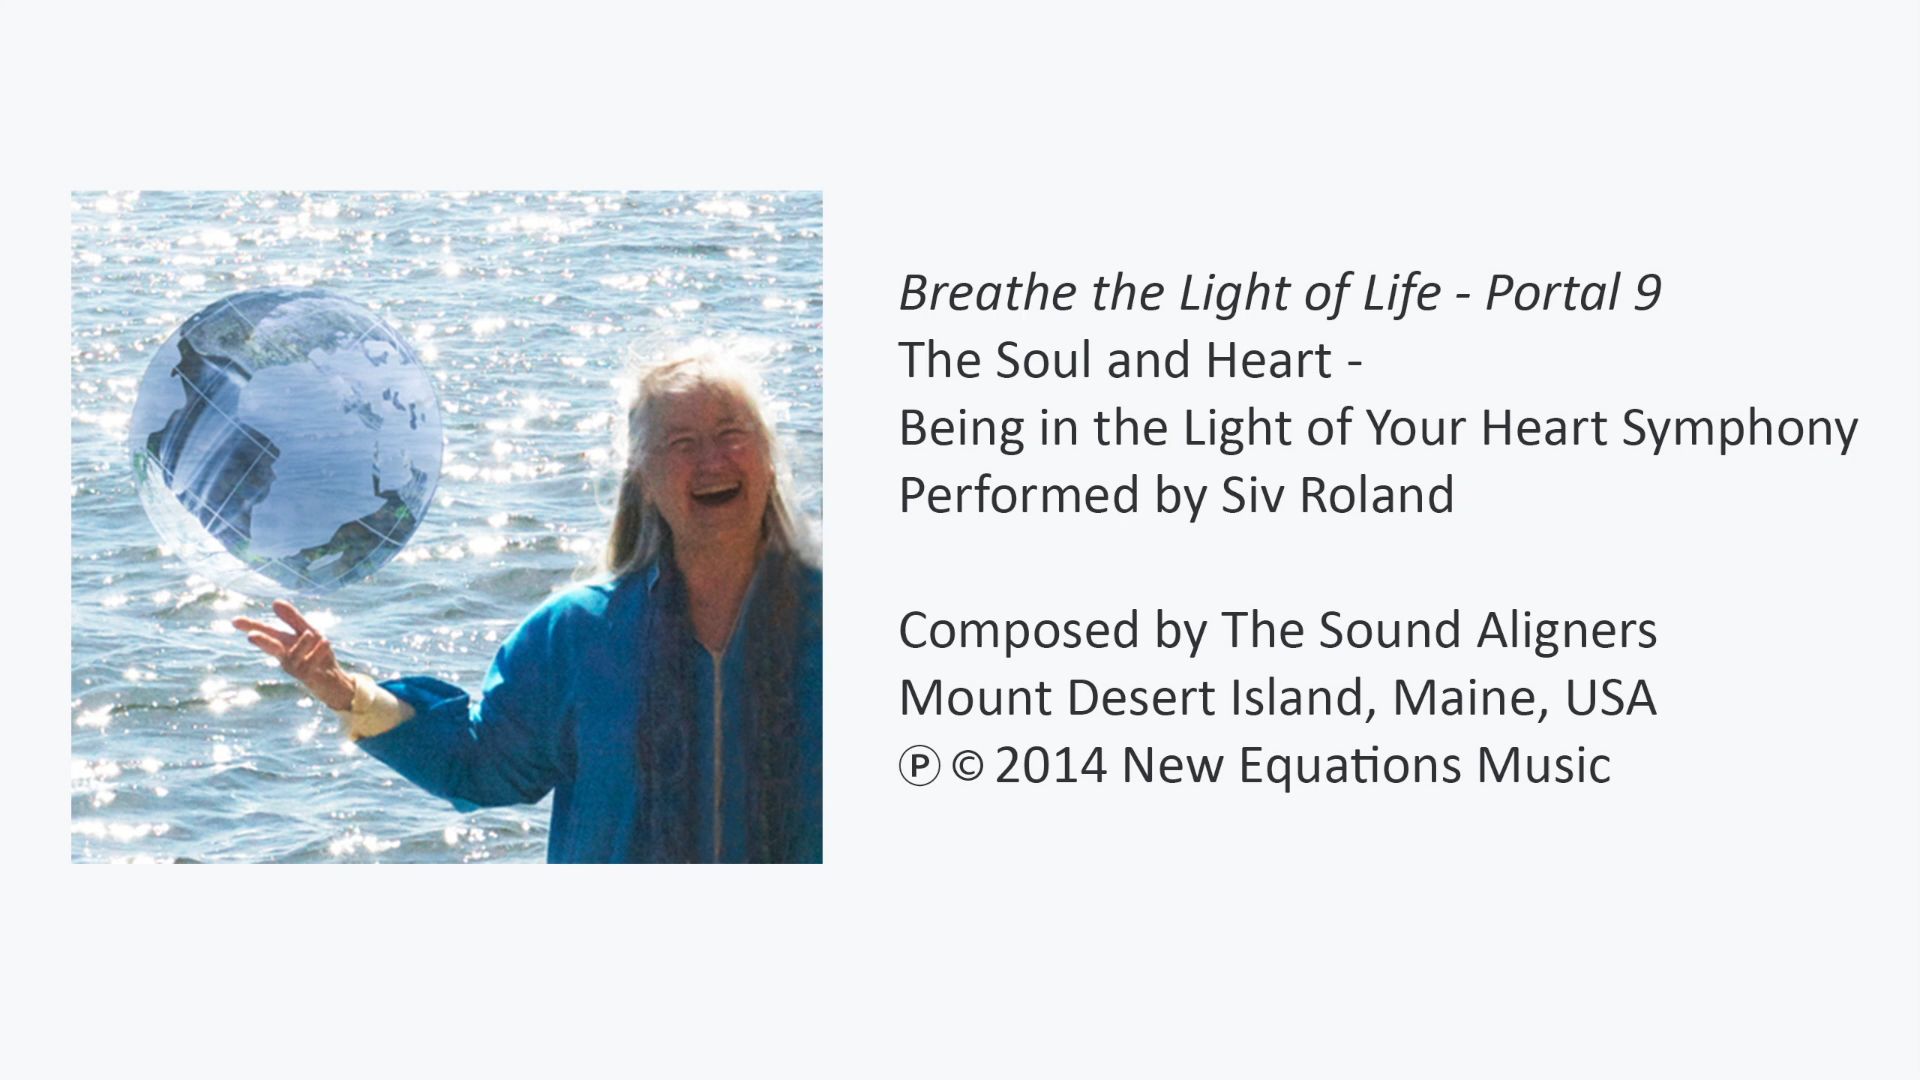 Breathe the Light of Life - Portal 9
The Soul and Heart -
Being in the Light of Your Heart Symphony
Performed by Siv Roland
Composed by The Sound Aligners
Mount Desert Island, Maine, USA
Ⓟ © 2014 New Equations Music